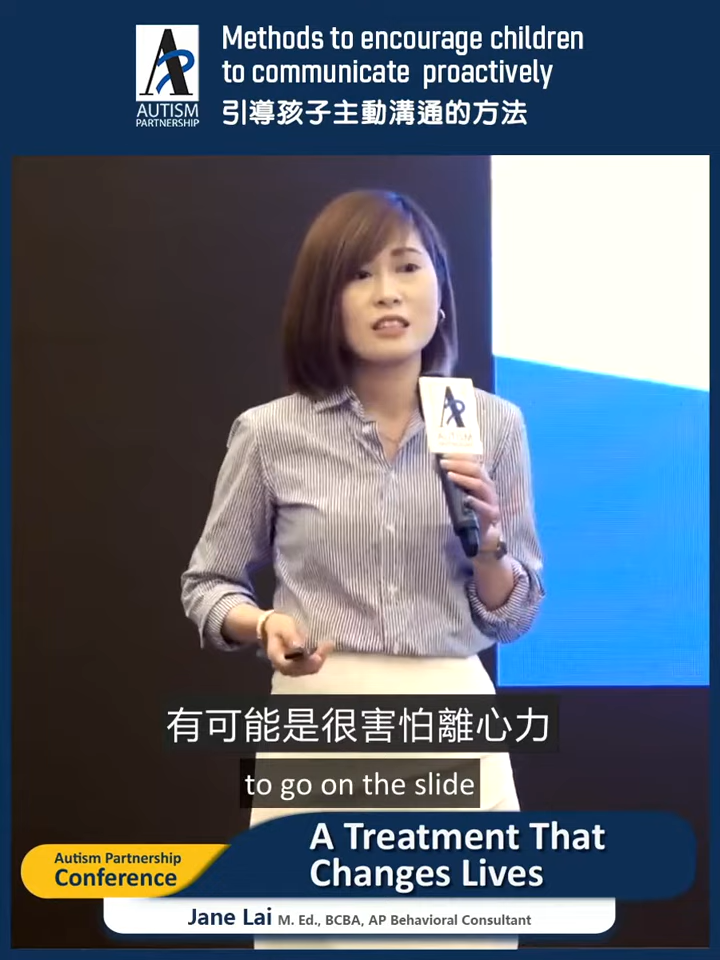 Methods to encourage children
to communicate proactively
引導孩子主動溝通的方法
AUTISM
PARTNERSHIP
有可能是很害怕離心力
to go on the slide
A Treatment That
Changes Lives
Autism Partnership
Conference
Jane Lai M. Ed., BCBA, AP Behavioral Consultant